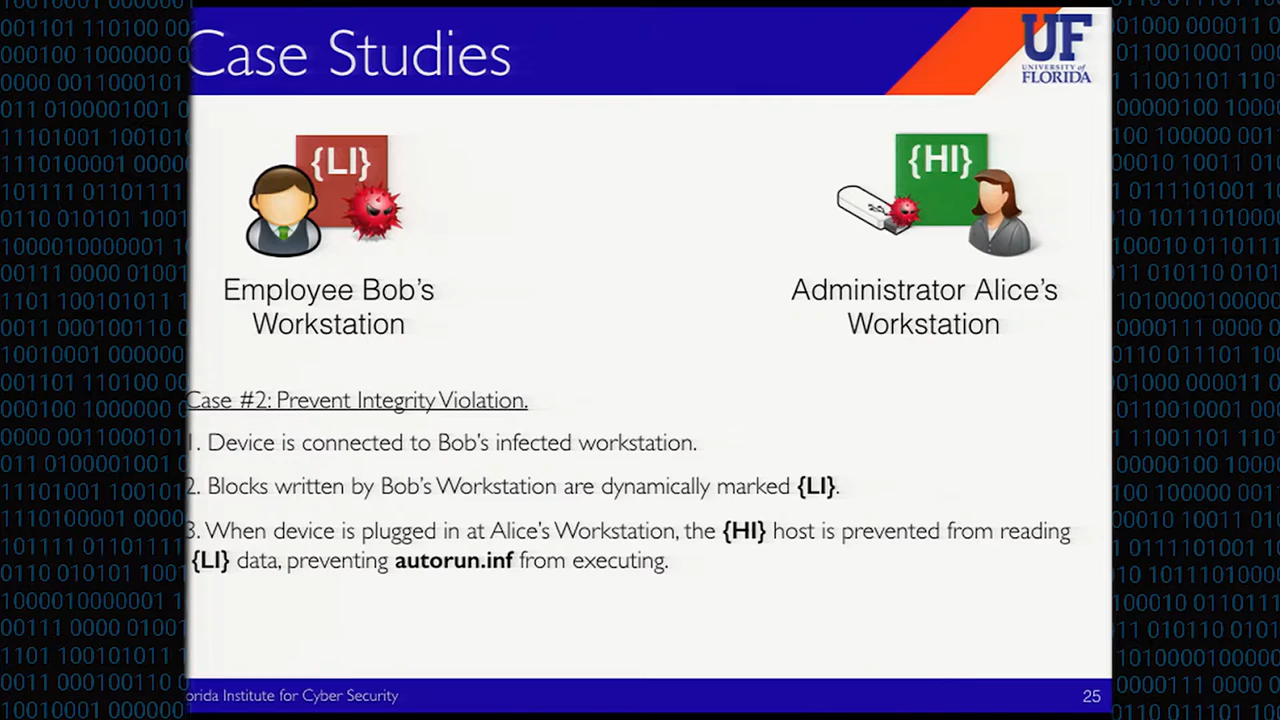 Case Studies
UF
UNIVERSITY of
FLORIDA
{LI}
{HI}
Employee Bob's
Workstation
Administrator Alice's
Workstation
Case #2: Prevent Integrity Violation.
1. Device is connected to Bob's infected workstation.
2. Blocks written by Bob's Workstation are dynamically marked {LI}.
3. When device is plugged in at Alice's Workstation, the {HI} host is prevented from reading
{LI} data, preventing autorun.inf from executing.
orida Institute for Cyber Security
25